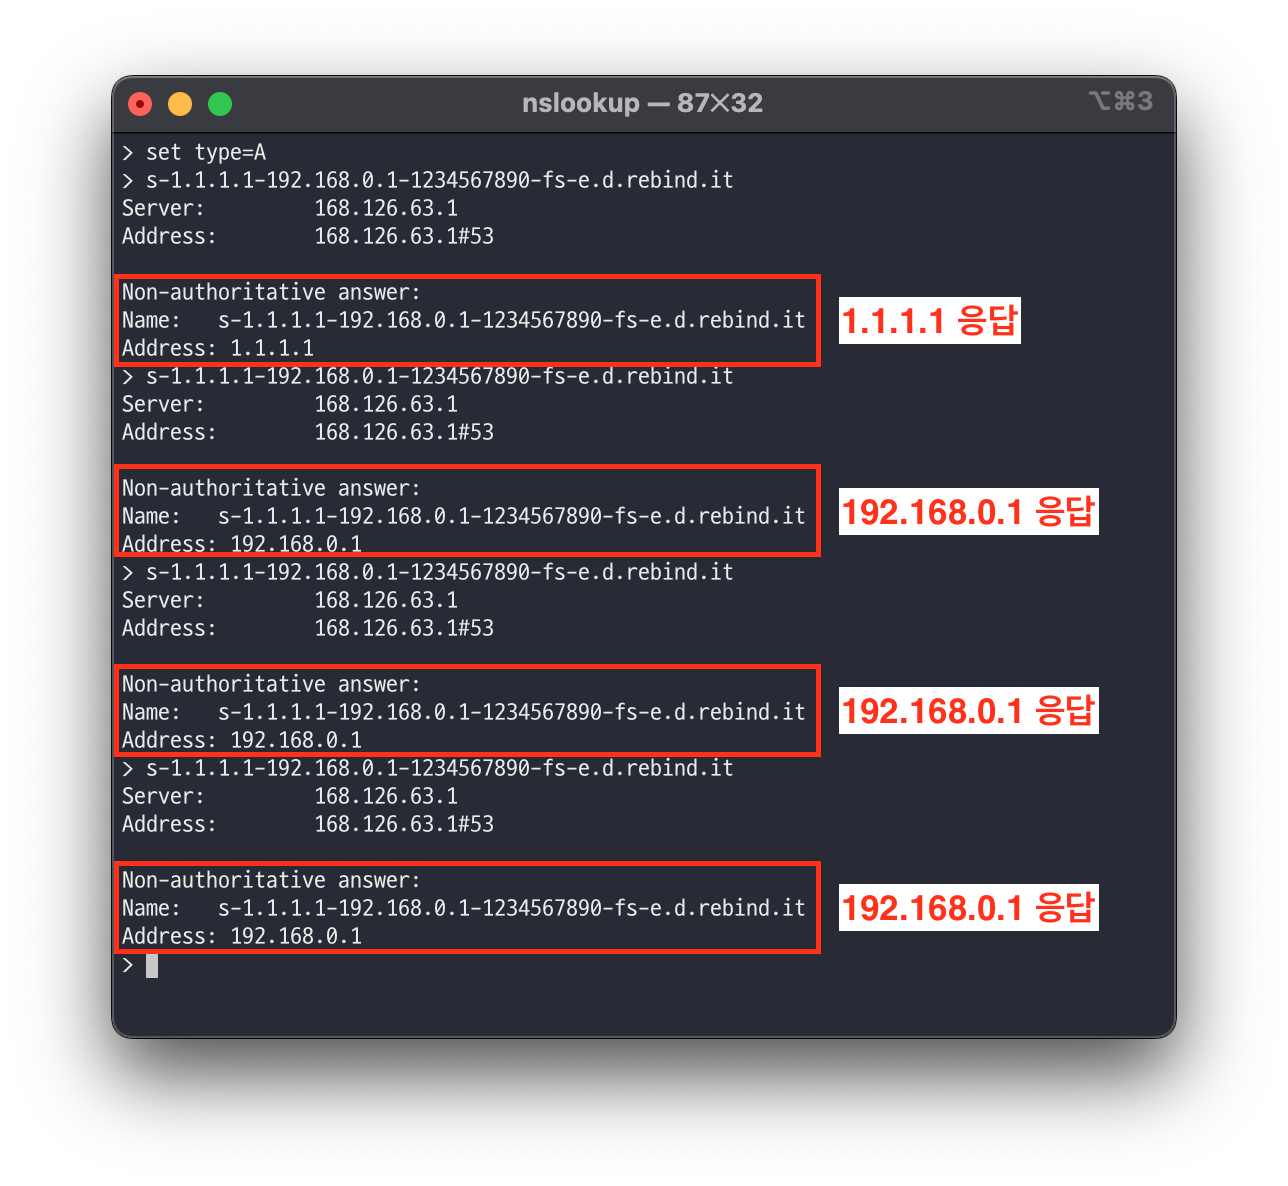 nslookup — 87×32
⌥⌘3
> set type=A
> s-1.1.1.1-192.168.0.1-1234567890-fs-e.d.rebind.it
Server: 168.126.63.1
Address: 168.126.63.1#53
Non-authoritative answer:
Name: s-1.1.1.1-192.168.0.1-1234567890-fs-e.d.rebind.it
1.1.1.1 응답
Address: 1.1.1.1
> s-1.1.1.1-192.168.0.1-1234567890-fs-e.d.rebind.it
Server: 168.126.63.1
Address: 168.126.63.1#53
Non-authoritative answer:
Name: s-1.1.1.1-192.168.0.1-1234567890-fs-e.d.rebind.it
192.168.0.1 응답
Address: 192.168.0.1
> s-1.1.1.1-192.168.0.1-1234567890-fs-e.d.rebind.it
Server: 168.126.63.1
Address: 168.126.63.1#53
Non-authoritative answer:
Name: s-1.1.1.1-192.168.0.1-1234567890-fs-e.d.rebind.it
192.168.0.1 응답
Address: 192.168.0.1
> s-1.1.1.1-192.168.0.1-1234567890-fs-e.d.rebind.it
Server: 168.126.63.1
Address: 168.126.63.1#53
Non-authoritative answer:
Name: s-1.1.1.1-192.168.0.1-1234567890-fs-e.d.rebind.it
192.168.0.1 응답
Address: 192.168.0.1
>